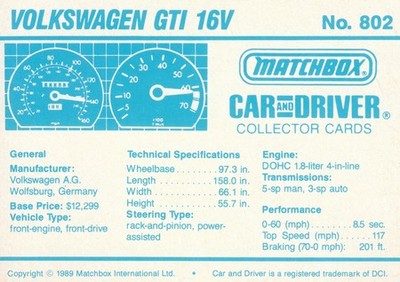 VOLKSWAGEN GTI 16V
No. 802
MATCHBOX
CAR AND DRIVER®
COLLECTOR CARDS
General
Manufacturer:
Volkswagen A.G.
Wolfsburg, Germany
Base Price: $12,299
Vehicle Type:
front-engine, front-drive
Technical Specifications
Wheelbase . . . . . . . . 97.3 in.
Length . . . . . . . . . . 158.0 in.
Width . . . . . . . . . . . . 66.1 in.
Height . . . . . . . . . . . 55.7 in.
Steering Type:
rack-and-pinion, power-
assisted
Engine:
DOHC 1.8-liter 4-in-line
Transmissions:
5-sp man, 3-sp auto
Performance
0-60 (mph) . . . . . . . . 8.5 sec.
Top Speed (mph) . . . . . 117
Braking (70-0 mph): 201 ft.
Copyright © 1989 Matchbox International Ltd. • Car and Driver is a registered trademark of DCI.